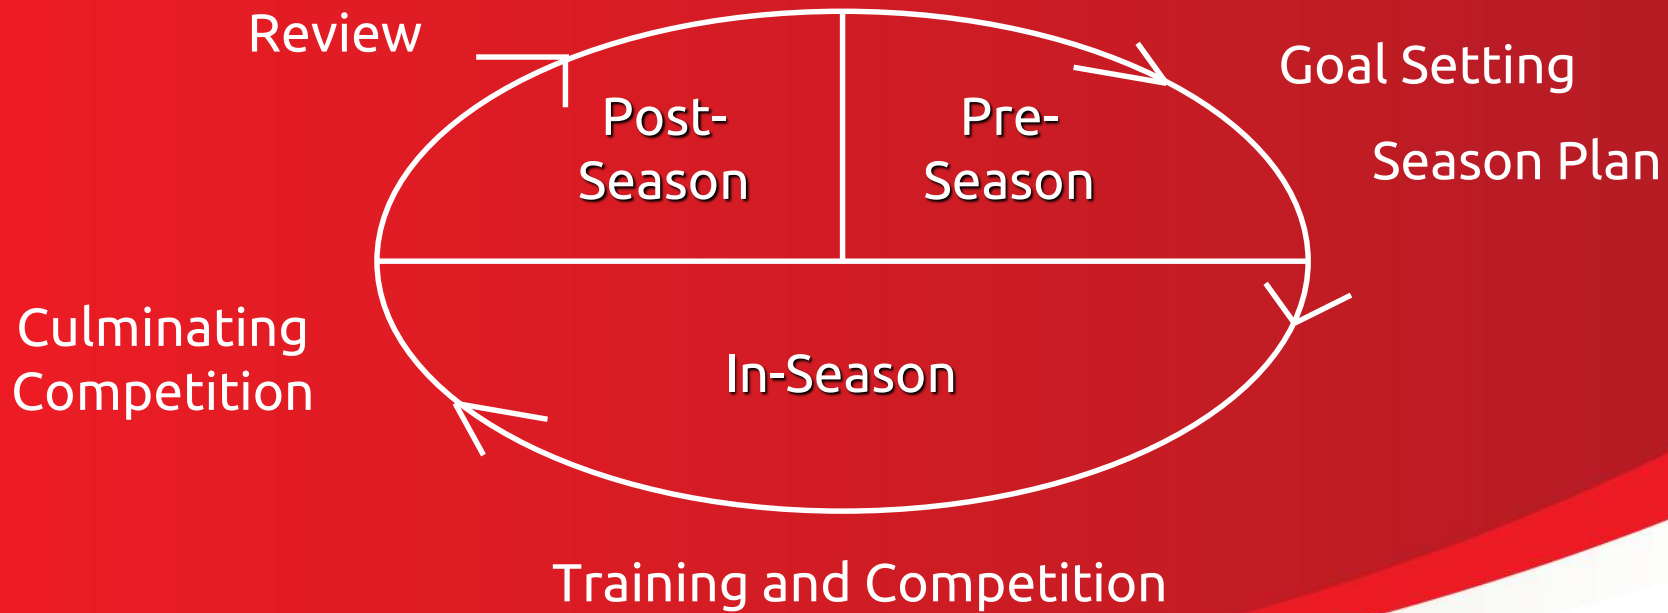 Review
Goal Setting
Post-
Season
Pre-
Season
Season Plan
Culminating
Competition
In-Season
Training and Competition